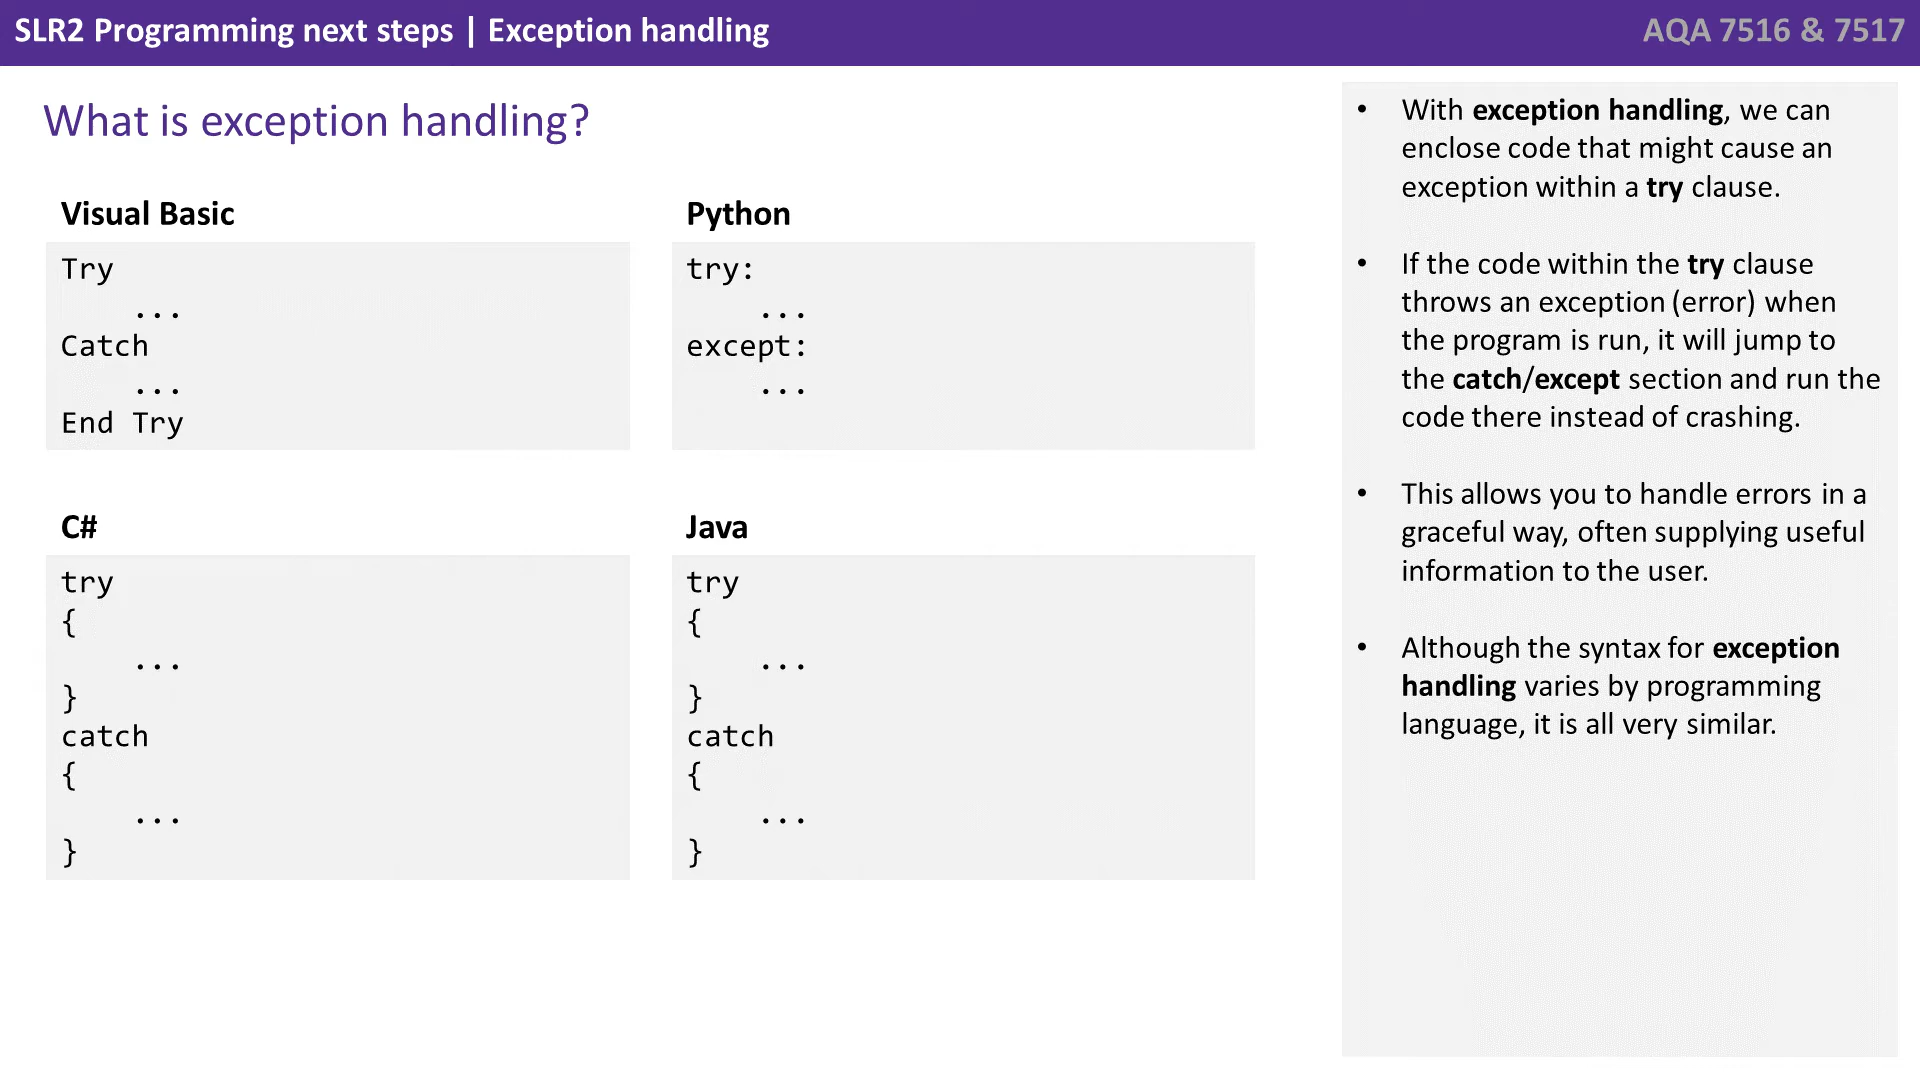 SLR2 Programming next steps | Exception handling
AQA 7516 & 7517
What is exception handling?
Visual Basic
Try
    ...
Catch
    ...
End Try
Python
try:
    ...
except:
    ...
C#
try
{
    ...
}
catch
{
    ...
}
Java
try
{
    ...
}
catch
{
    ...
}
• With exception handling, we can
enclose code that might cause an
exception within a try clause.
• If the code within the try clause
throws an exception (error) when
the program is run, it will jump to
the catch/except section and run the
code there instead of crashing.
• This allows you to handle errors in a
graceful way, often supplying useful
information to the user.
• Although the syntax for exception
handling varies by programming
language, it is all very similar.